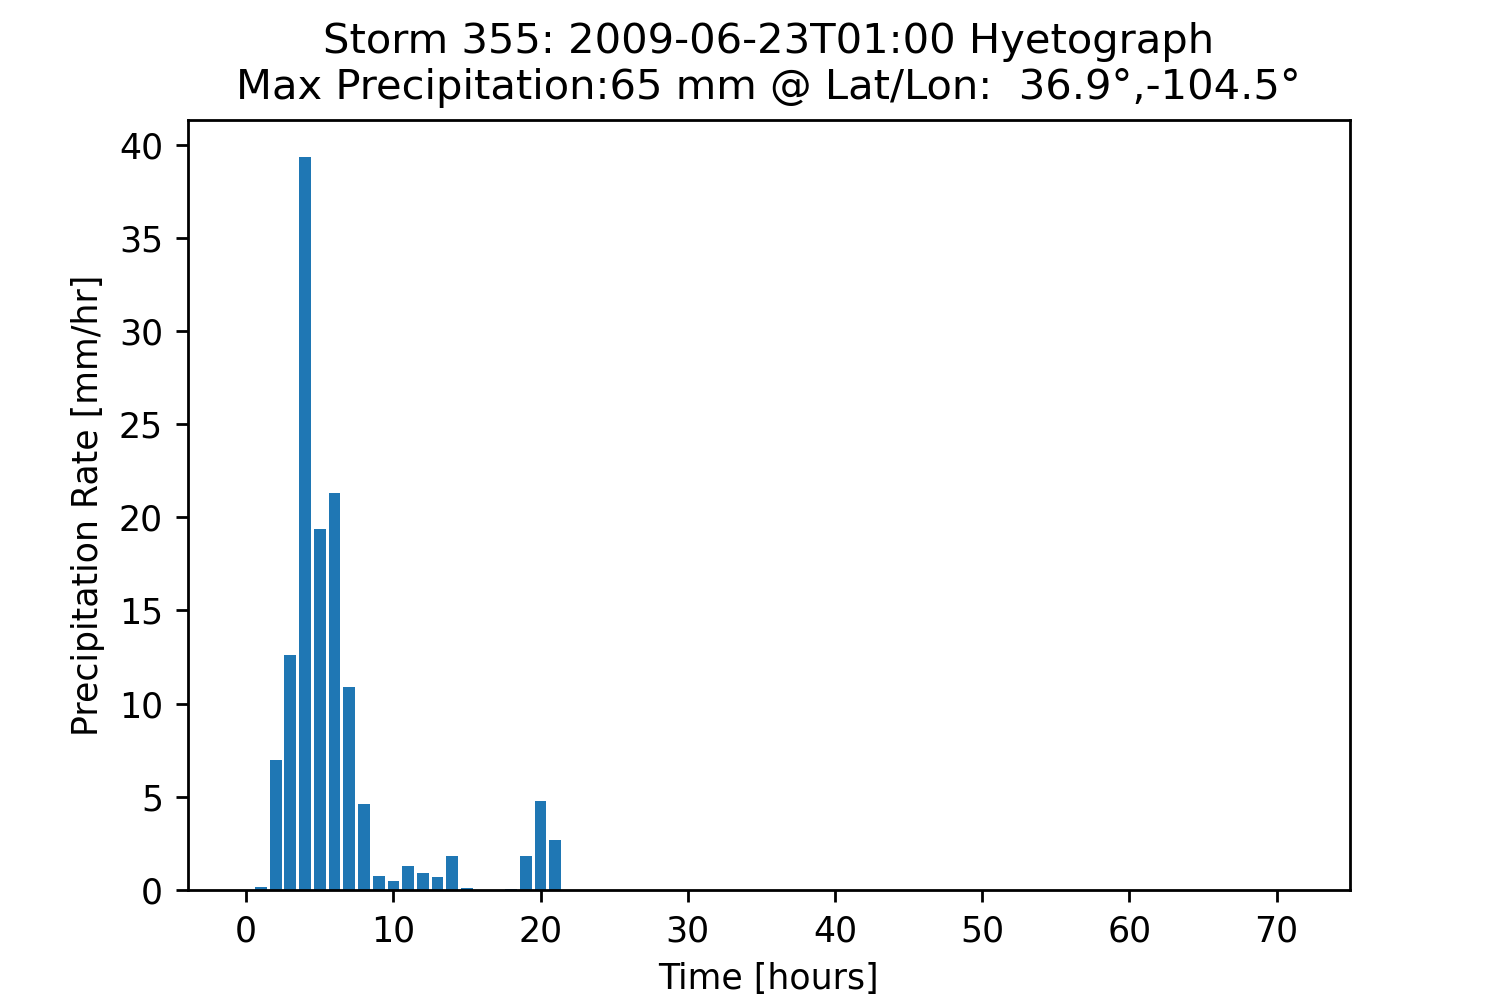 Storm 355: 2009-06-23T01:00 Hyetograph
Max Precipitation:65 mm @ Lat/Lon:  36.9°,-104.5°
40
35
30
25
20
15
10
5
0
Precipitation Rate [mm/hr]
0 10 20 30 40 50 60 70
Time [hours]